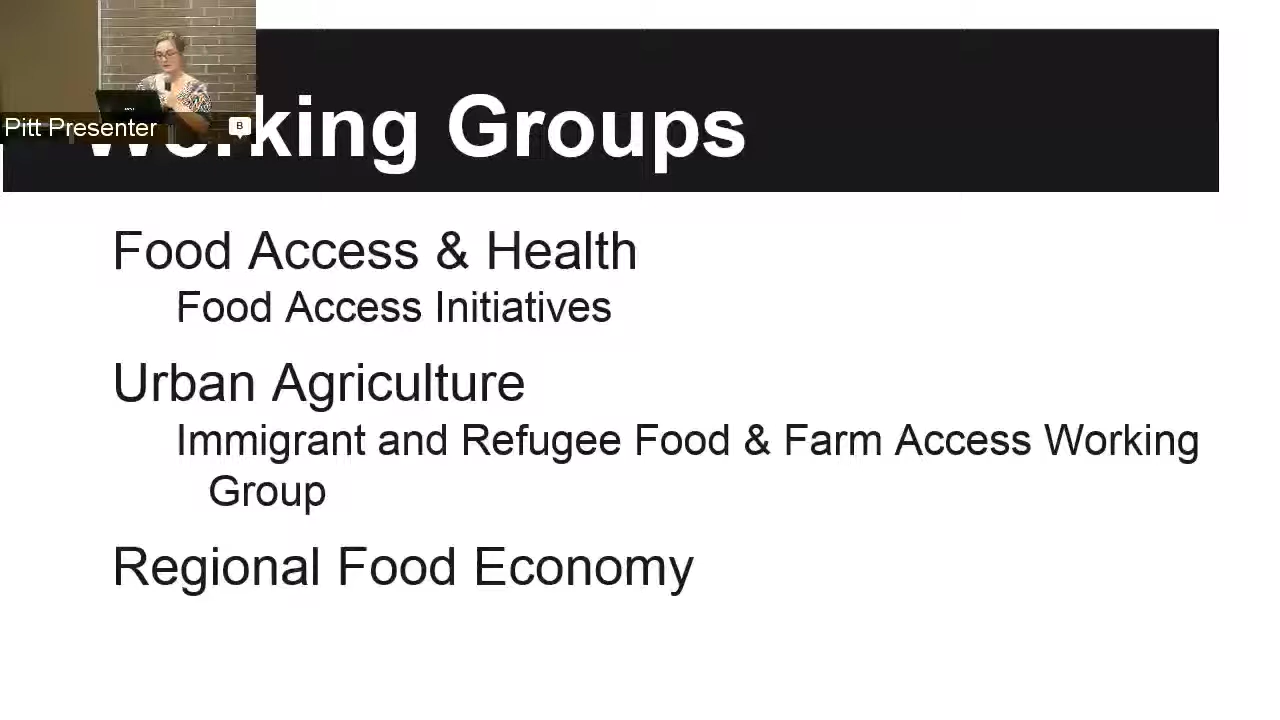 Pitt Presenter
Working Groups
Food Access & Health
Food Access Initiatives
Urban Agriculture
Immigrant and Refugee Food & Farm Access Working
Group
Regional Food Economy